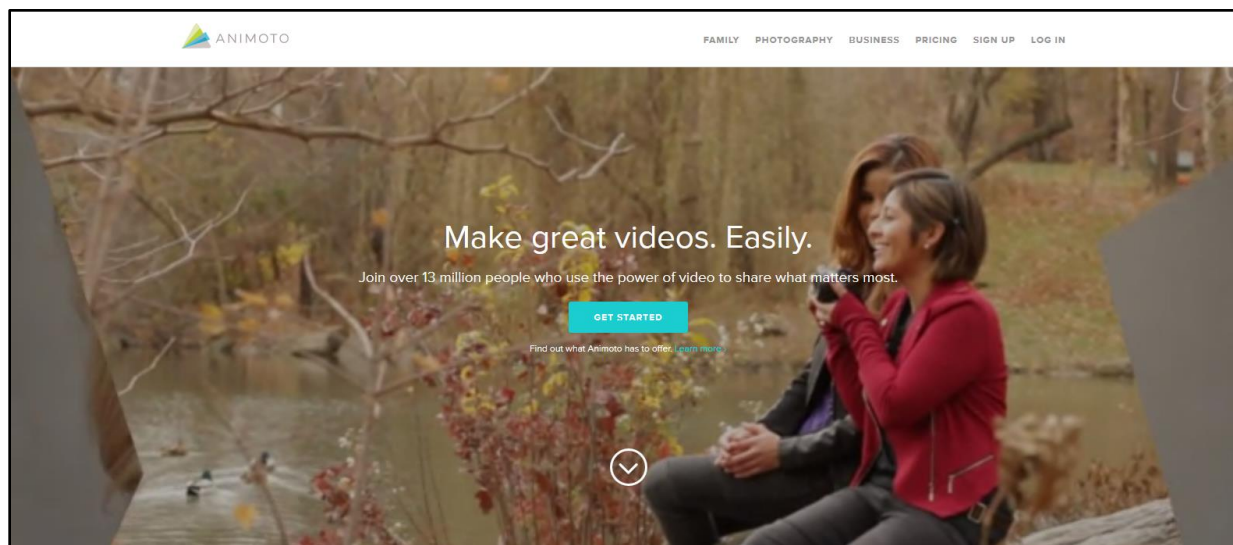 ANIMOTO
FAMILY PHOTOGRAPHY BUSINESS PRICING SIGN UP LOG IN
Make great videos. Easily.
Join over 13 million people who use the power of video to share what matters most.
GET STARTED
Find out what Animoto has to offer. Learn more.